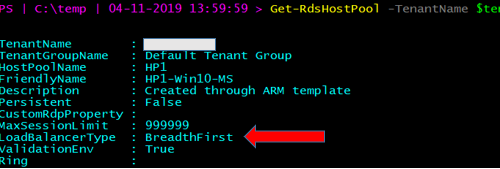 PS | C:\temp | 04-11-2019 13:59:59 > Get-RdsHostPool -TenantName $te
TenantName :
TenantGroupName : Default Tenant Group
HostPoolName : HP1
FriendlyName : HP1-Win10-MS
Description : Created through ARM template
Persistent : False
CustomRdpProperty :
MaxSessionLimit : 999999
LoadBalancerType : BreadthFirst
ValidationEnv : True
Ring :